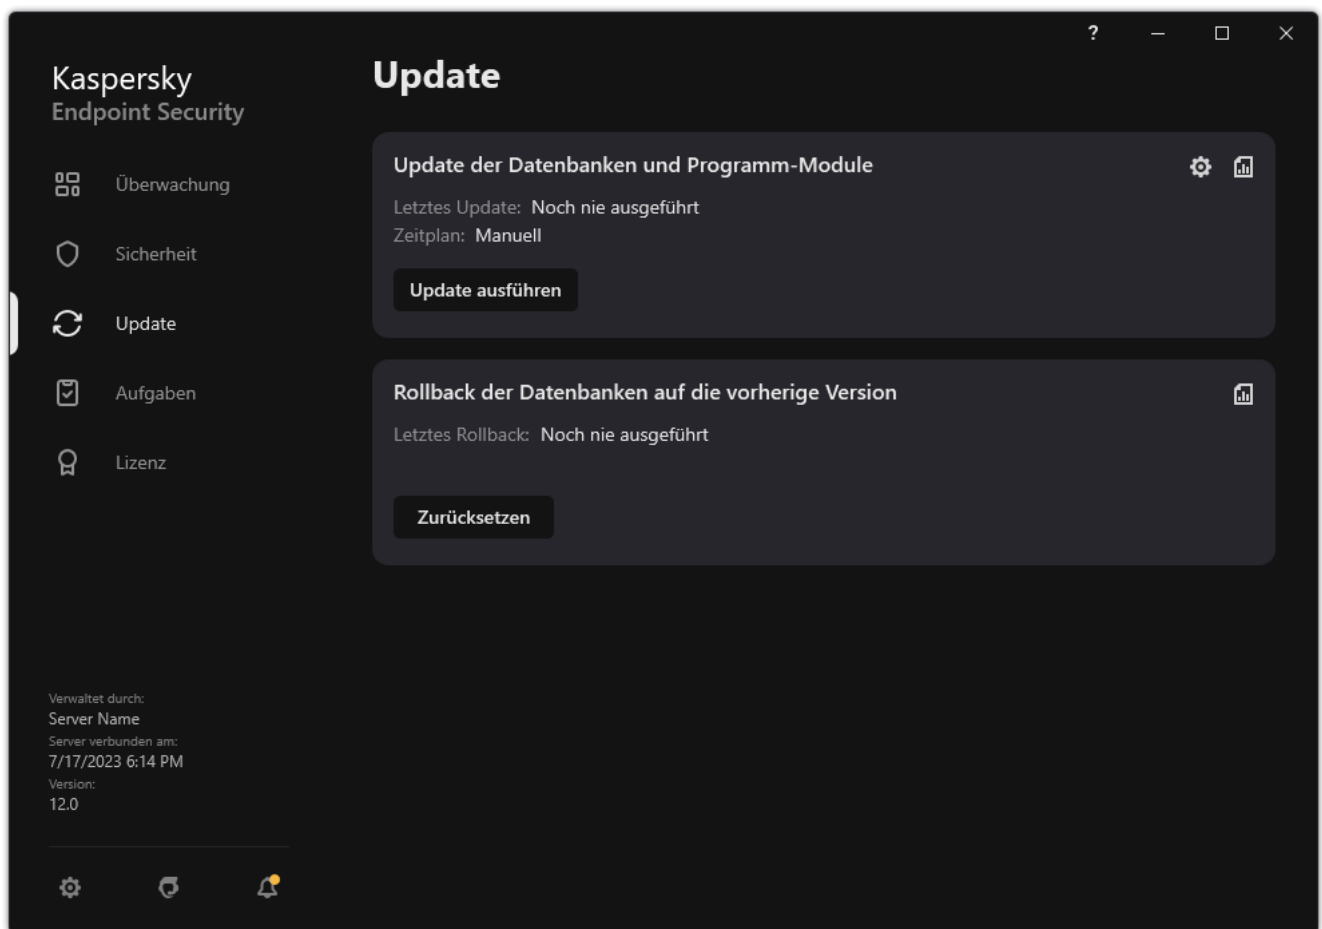 ?
Kaspersky
Endpoint Security
Überwachung
Sicherheit
Update
Aufgaben
Lizenz
Verwaltet durch:
Server Name
Server verbunden am:
7/17/2023 6:14 PM
Version:
12.0
Update
Update der Datenbanken und Programm-Module
Letztes Update: Noch nie ausgeführt
Zeitplan: Manuell
Update ausführen
Rollback der Datenbanken auf die vorherige Version
Letztes Rollback: Noch nie ausgeführt
Zurücksetzen